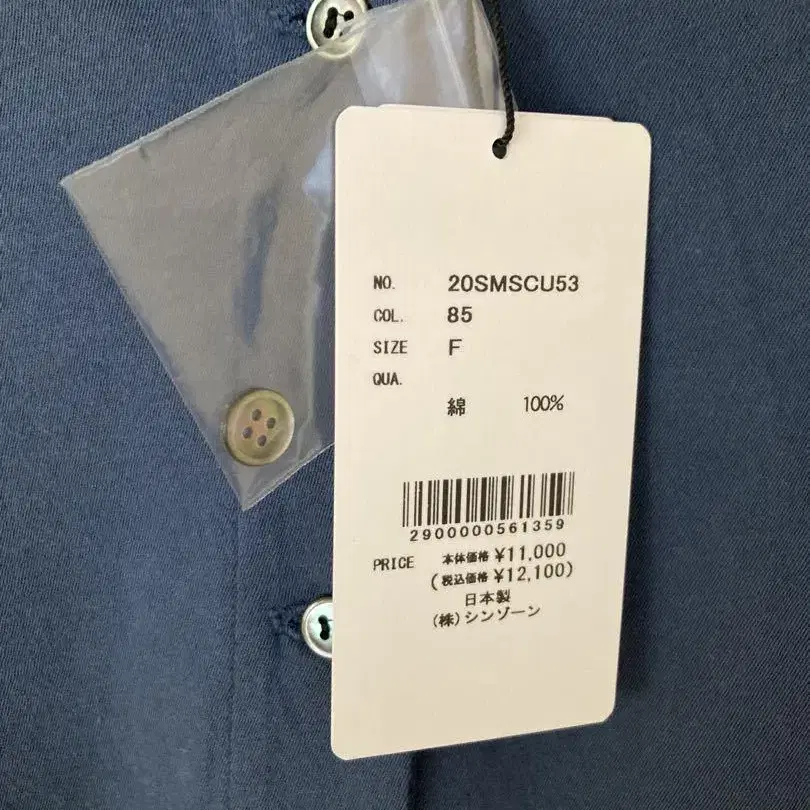 NO. 20SMSCU53
COL. 85
SIZE F
QUA.
綿 100%
2900000561359
PRICE 本体価格 ¥11,000
(税込価格 ¥12,100)
日本製
(株)シンゾーン